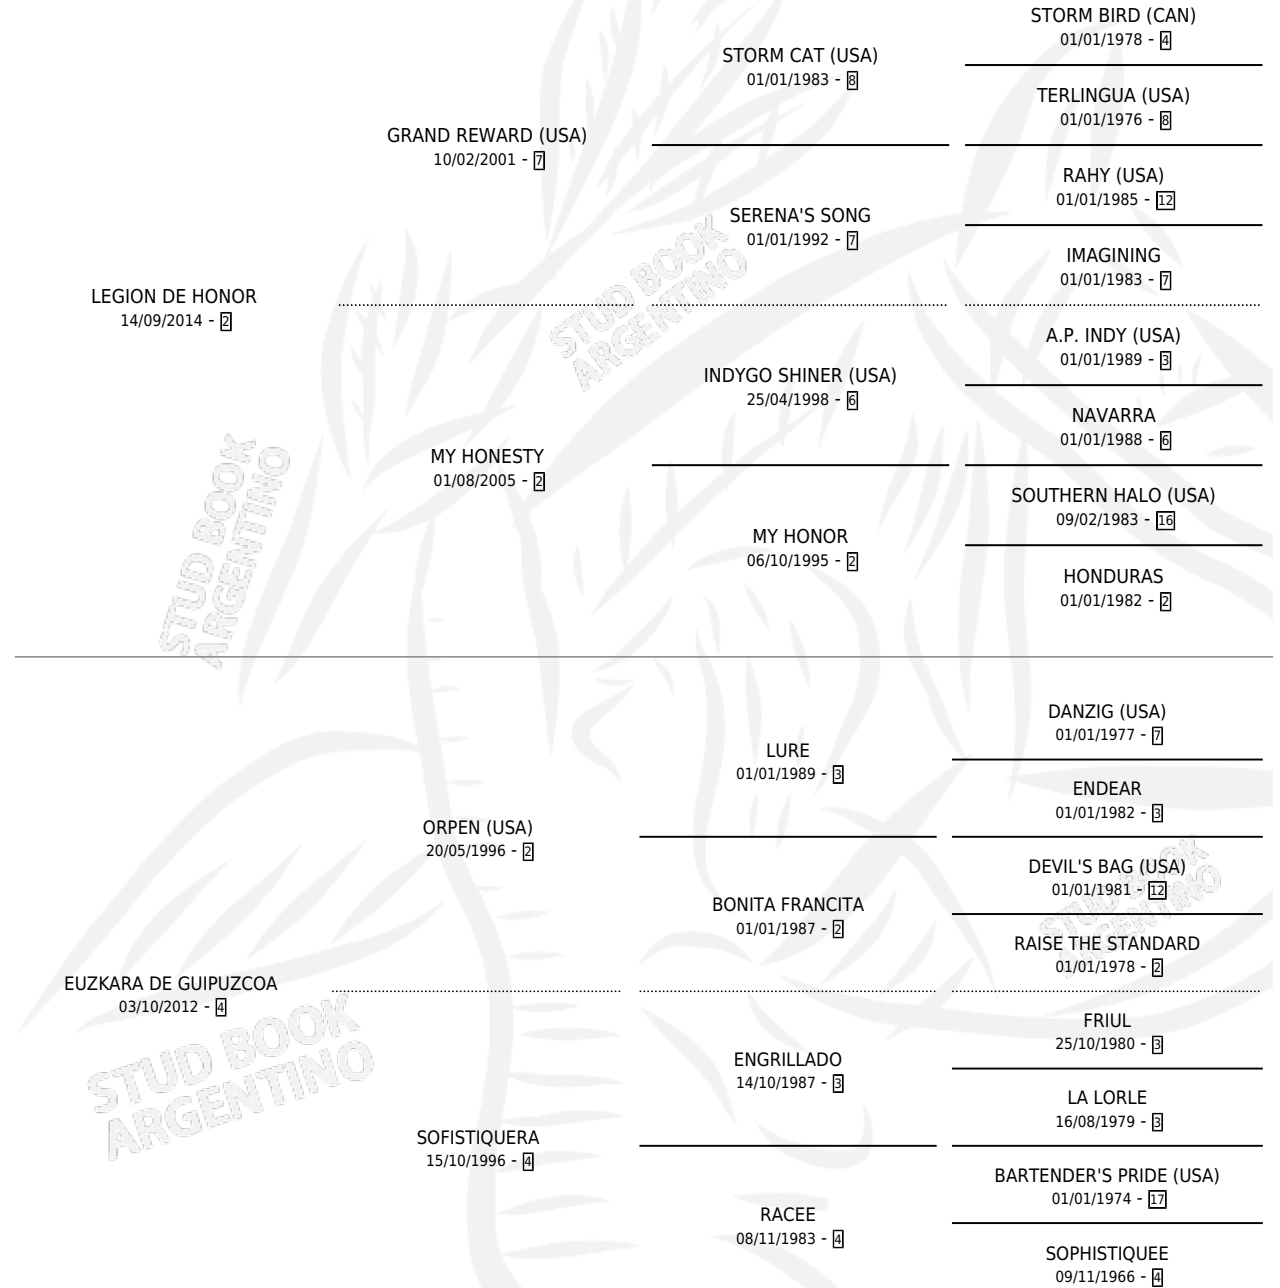 STORM BIRD (CAN)
01/01/1978 - 4
STORM CAT (USA)
01/01/1983 - 8
TERLINGUA (USA)
01/01/1976 - 8
GRAND REWARD (USA)
10/02/2001 - 7
RAHY (USA)
01/01/1985 - 12
SERENA'S SONG
01/01/1992 - 7
IMAGINING
01/01/1983 - 7
LEGION DE HONOR
14/09/2014 - 2
A.P. INDY (USA)
01/01/1989 - 3
INDYGO SHINER (USA)
25/04/1998 - 6
NAVARRA
01/01/1988 - 6
MY HONESTY
01/08/2005 - 2
SOUTHERN HALO (USA)
09/02/1983 - 16
MY HONOR
06/10/1995 - 2
HONDURAS
01/01/1982 - 2
STUD BOOK
ARGENTINO
STUD BOOK
ARGENTINO
DANZIG (USA)
01/01/1977 - 7
LURE
01/01/1989 - 3
ENDEAR
01/01/1982 - 3
ORPEN (USA)
20/05/1996 - 2
DEVIL'S BAG (USA)
01/01/1981 - 12
BONITA FRANCITA
01/01/1987 - 2
RAISE THE STANDARD
01/01/1978 - 2
EUZKARA DE GUIPUZCOA
03/10/2012 - 4
FRIUL
25/10/1980 - 3
ENGRILLADO
14/10/1987 - 3
LA LORLE
16/08/1979 - 3
SOFISTIQUERA
15/10/1996 - 4
BARTENDER'S PRIDE (USA)
01/01/1974 - 17
RACEE
08/11/1983 - 4
SOPHISTIQUEE
09/11/1966 - 4
STUD BOOK
ARGENTINO
STUD BOOK
ARGENTINO